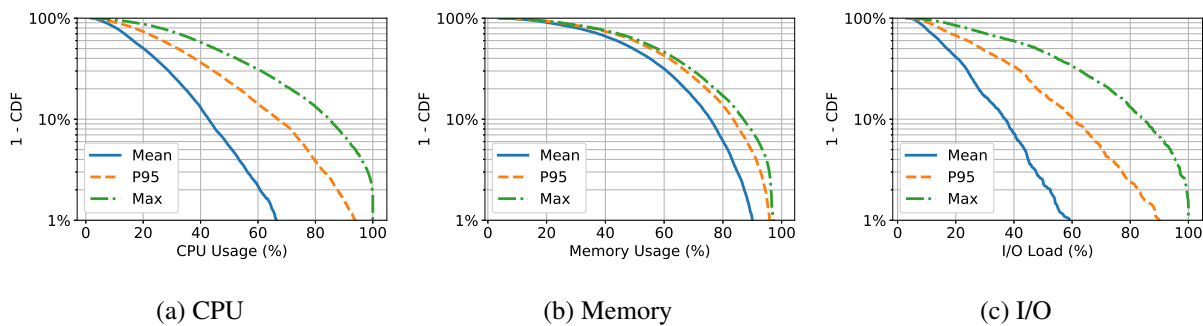 100%
10%
1%
1 - CDF
Mean
P95
Max
0 20 40 60 80 100
CPU Usage (%)
(a) CPU
100%
10%
1%
1 - CDF
Mean
P95
Max
0 20 40 60 80 100
Memory Usage (%)
(b) Memory
100%
10%
1%
1 - CDF
Mean
P95
Max
0 20 40 60 80 100
I/O Load (%)
(c) I/O